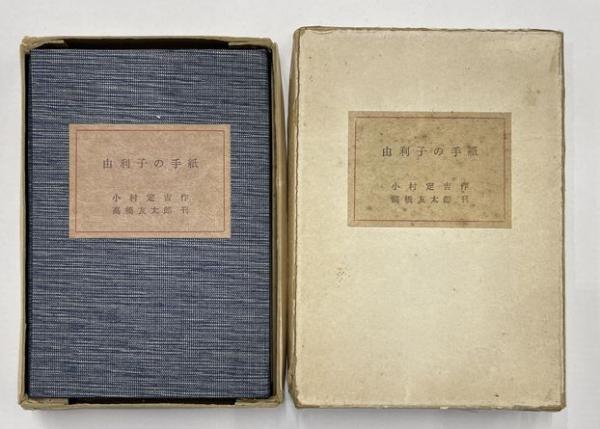 由利子の手紙
小村定吉作
高橋友太郎刊
由利子の手紙
小村定吉作
高橋友太郎刊